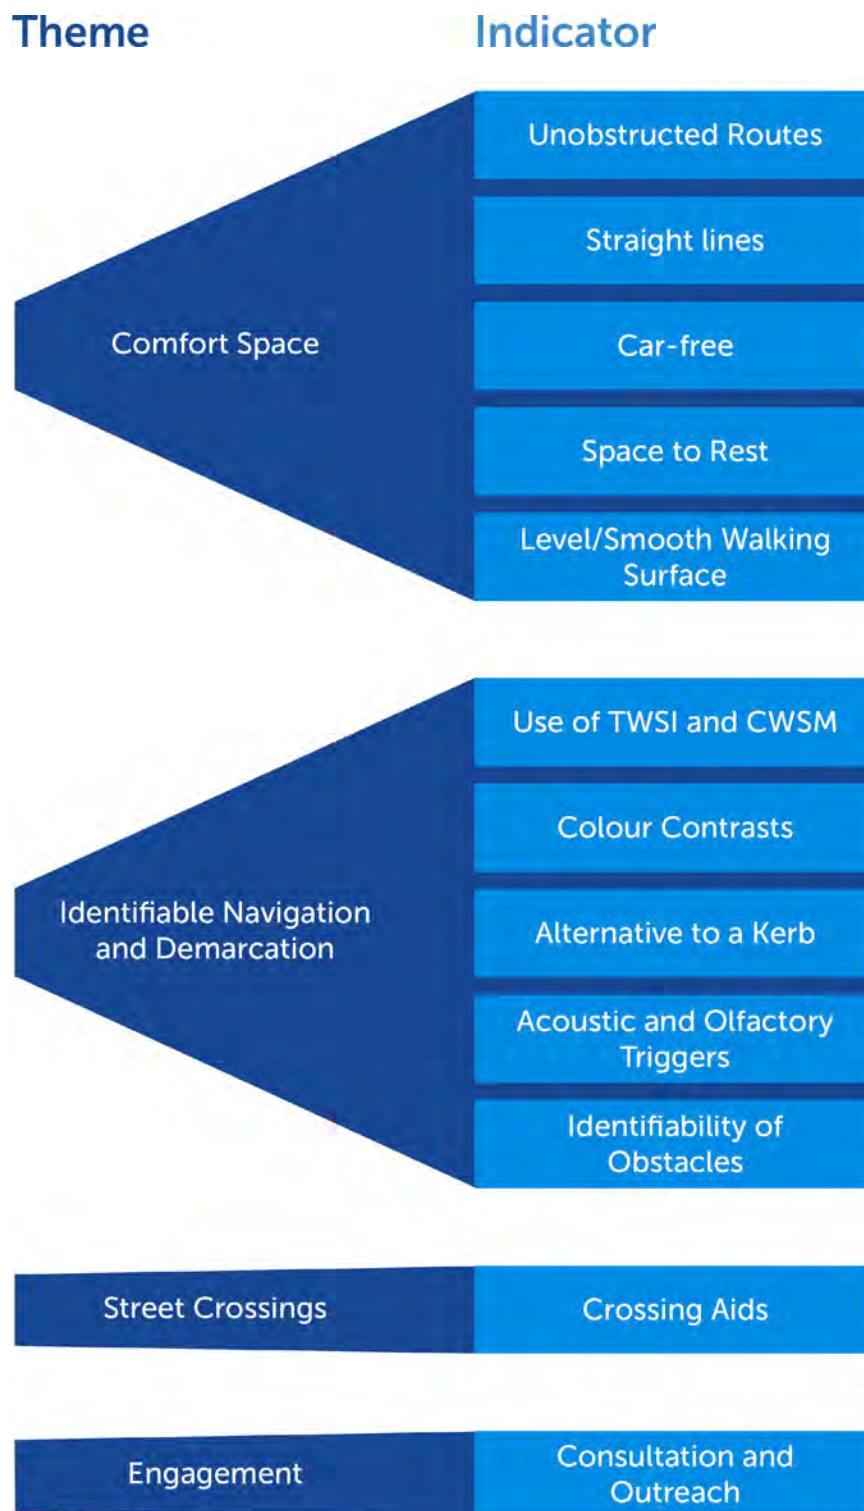 Theme
Indicator
Comfort Space
Unobstructed Routes
Straight lines
Car-free
Space to Rest
Level/Smooth Walking
Surface
Identifiable Navigation
and Demarcation
Use of TWSI and CWSM
Colour Contrasts
Alternative to a Kerb
Acoustic and Olfactory
Triggers
Identifiability of
Obstacles
Street Crossings
Crossing Aids
Engagement
Consultation and
Outreach